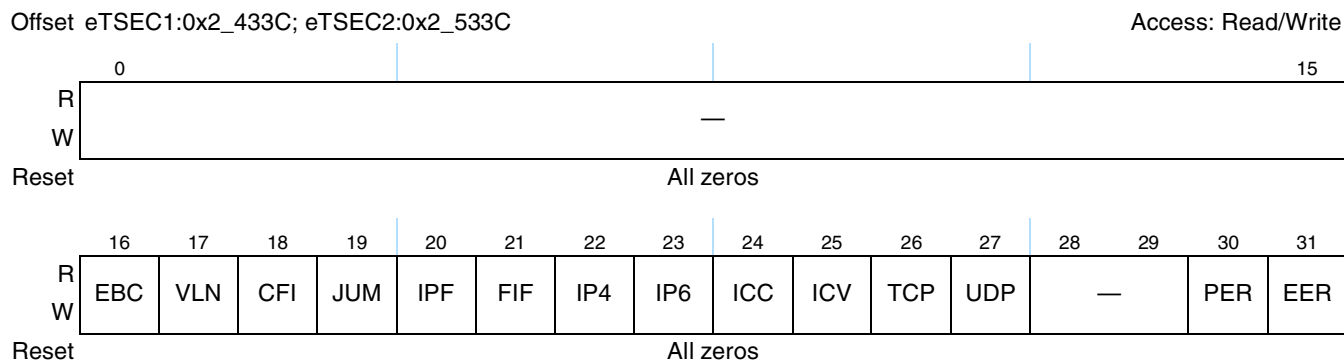 Offset eTSEC1:0x2_433C; eTSEC2:0x2_533C Access: Read/Write
0 15
R
—
W
Reset All zeros
16 17 18 19 20 21 22 23 24 25 26 27 28 29 30 31
R
EBC VLN CFI JUM IPF FIF IP4 IP6 ICC ICV TCP UDP — PER EER
W
Reset All zeros